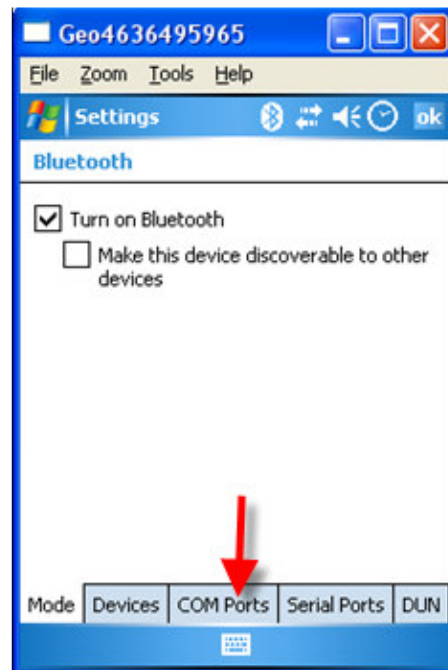 Geo4636495965
File Zoom Tools Help
Settings ok
Bluetooth
Turn on Bluetooth
Make this device discoverable to other
devices
Mode Devices COM Ports Serial Ports DUN